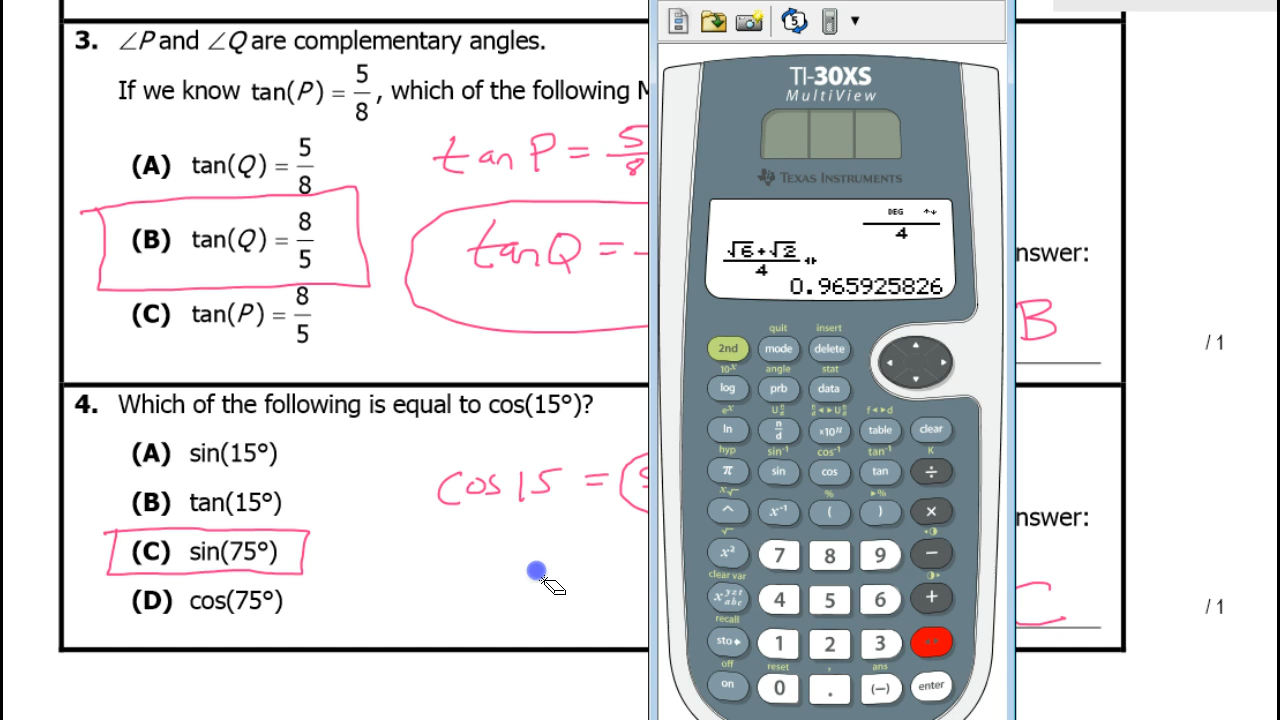 3. ∠P and ∠Q are complementary angles.
If we know tan(P) = 5/8, which of the following
(A) tan(Q) = 5/8
(B) tan(Q) = 8/5
(C) tan(P) = 8/5
tan P = 5/8
tan Q =
nswer:
B
/ 1
4. Which of the following is equal to cos(15°)?
(A) sin(15°)
(B) tan(15°)
(C) sin(75°)
(D) cos(75°)
cos 15 =
nswer:
C
/ 1
5
TI-30XS
MultiView
TEXAS INSTRUMENTS
DEG
4
√6+√2
4
0.965925826
quit insert
2nd mode delete
10ˣ angle stat
log prb data
eˣ f◄►d
ln n/d ×10ⁿ table clear
hyp sin⁻¹ cos⁻¹ tan⁻¹ K
π sin cos tan ÷
ˣ√ % ►%
^ x⁻¹ ( ) ×
√
x² 7 8 9 −
clear var
x yzt abc 4 5 6 +
recall
sto► 1 2 3
off reset , ans
on 0 . (−) enter